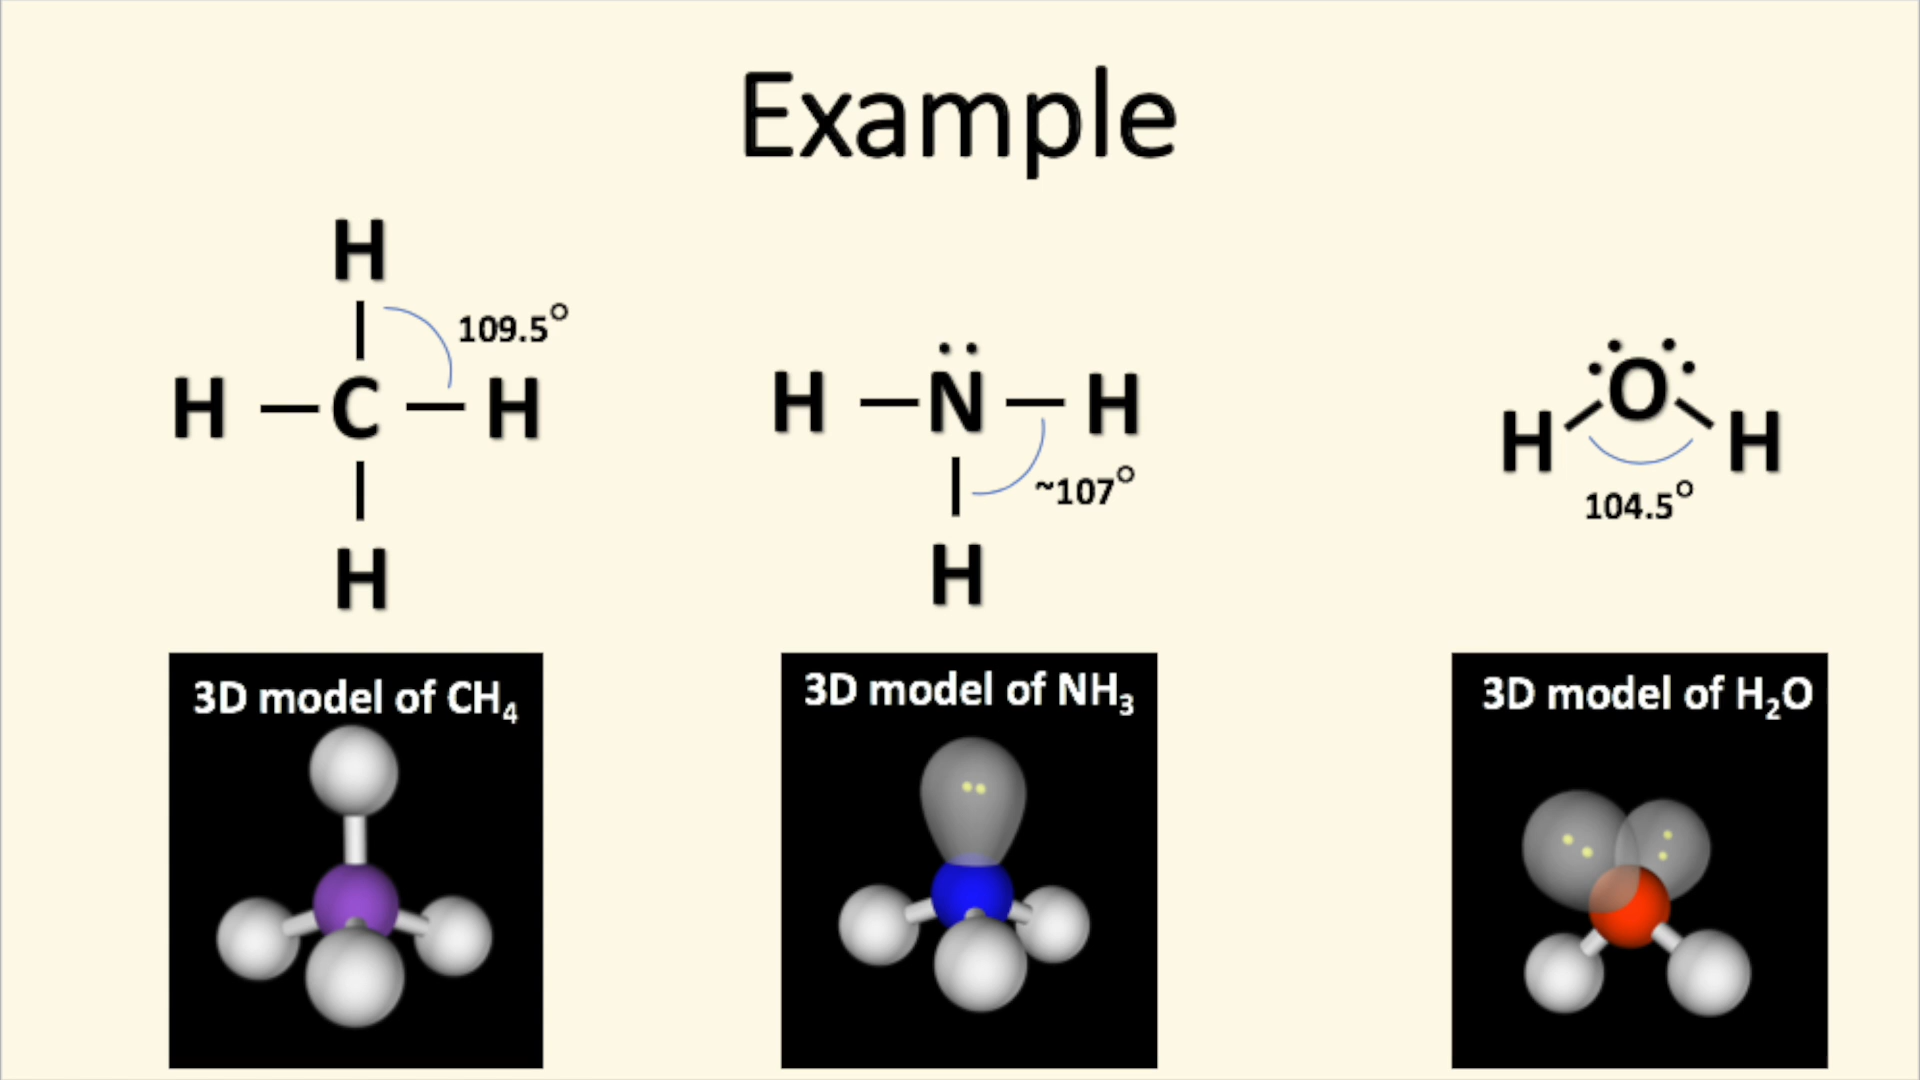 Example
H
109.5°
H – C – H
H
H – N – H
~107°
H
O
H H
104.5°
3D model of CH₄
3D model of NH₃
3D model of H₂O